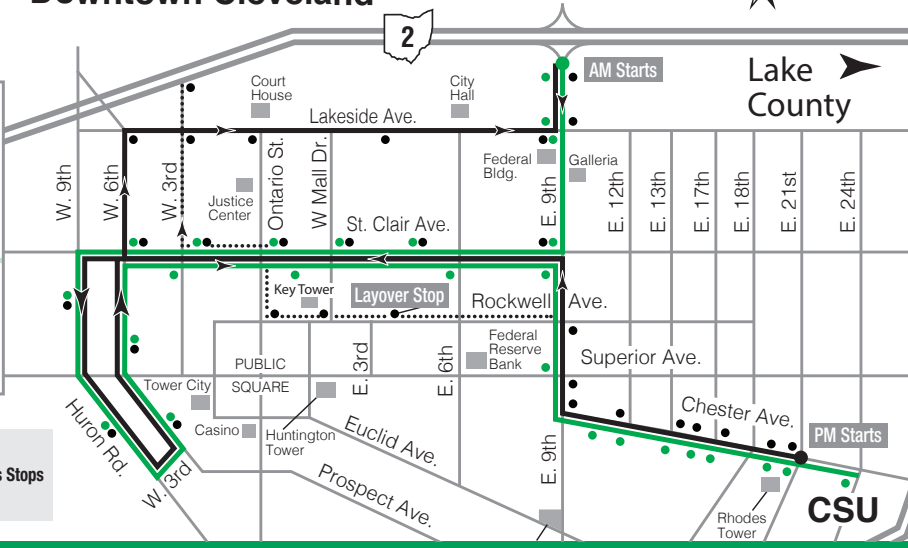 Downtown Cleveland
2
AM Starts
Lake
County
Court
House
City
Hall
Lakeside Ave.
Federal
Bldg.
Galleria
W. 9th
W. 6th
W. 3rd
Justice
Center
Ontario St.
W Mall Dr.
E. 9th
E. 12th
E. 13th
E. 17th
E. 18th
E. 21st
E. 24th
St. Clair Ave.
Key Tower
Layover Stop
Rockwell Ave.
Federal
Reserve
Bank
Superior Ave.
PUBLIC
SQUARE
E. 3rd
E. 6th
Tower City
Casino
Huntington
Tower
Euclid Ave.
Chester Ave.
PM Starts
Huron Rd.
W. 3rd
Prospect Ave.
E. 9th
Rhodes
Tower
CSU
Stops